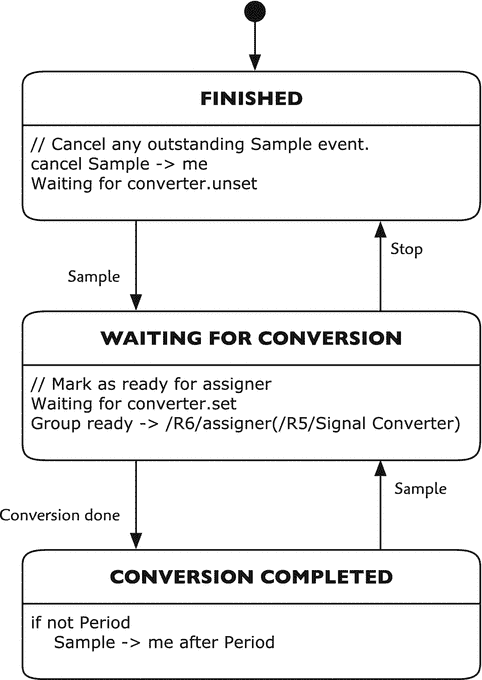 FINISHED
// Cancel any outstanding Sample event.
cancel Sample -> me
Waiting for converter.unset
Stop
Sample
WAITING FOR CONVERSION
// Mark as ready for assigner
Waiting for converter.set
Group ready -> /R6/assigner(/R5/Signal Converter)
Sample
Conversion done
CONVERSION COMPLETED
if not Period
Sample -> me after Period